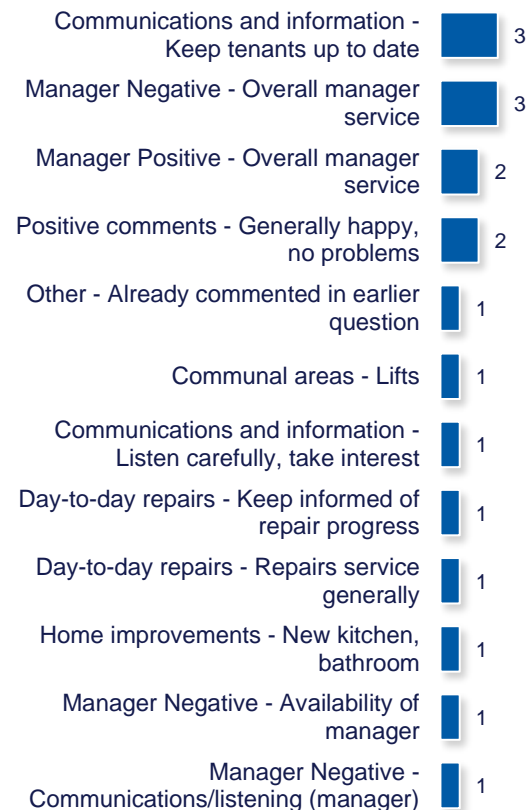 Communications and information -
Keep tenants up to date
3
Manager Negative - Overall manager
service
3
Manager Positive - Overall manager
service
2
Positive comments - Generally happy,
no problems
2
Other - Already commented in earlier
question
1
Communal areas - Lifts
1
Communications and information -
Listen carefully, take interest
1
Day-to-day repairs - Keep informed of
repair progress
1
Day-to-day repairs - Repairs service
generally
1
Home improvements - New kitchen,
bathroom
1
Manager Negative - Availability of
manager
1
Manager Negative -
Communications/listening (manager)
1